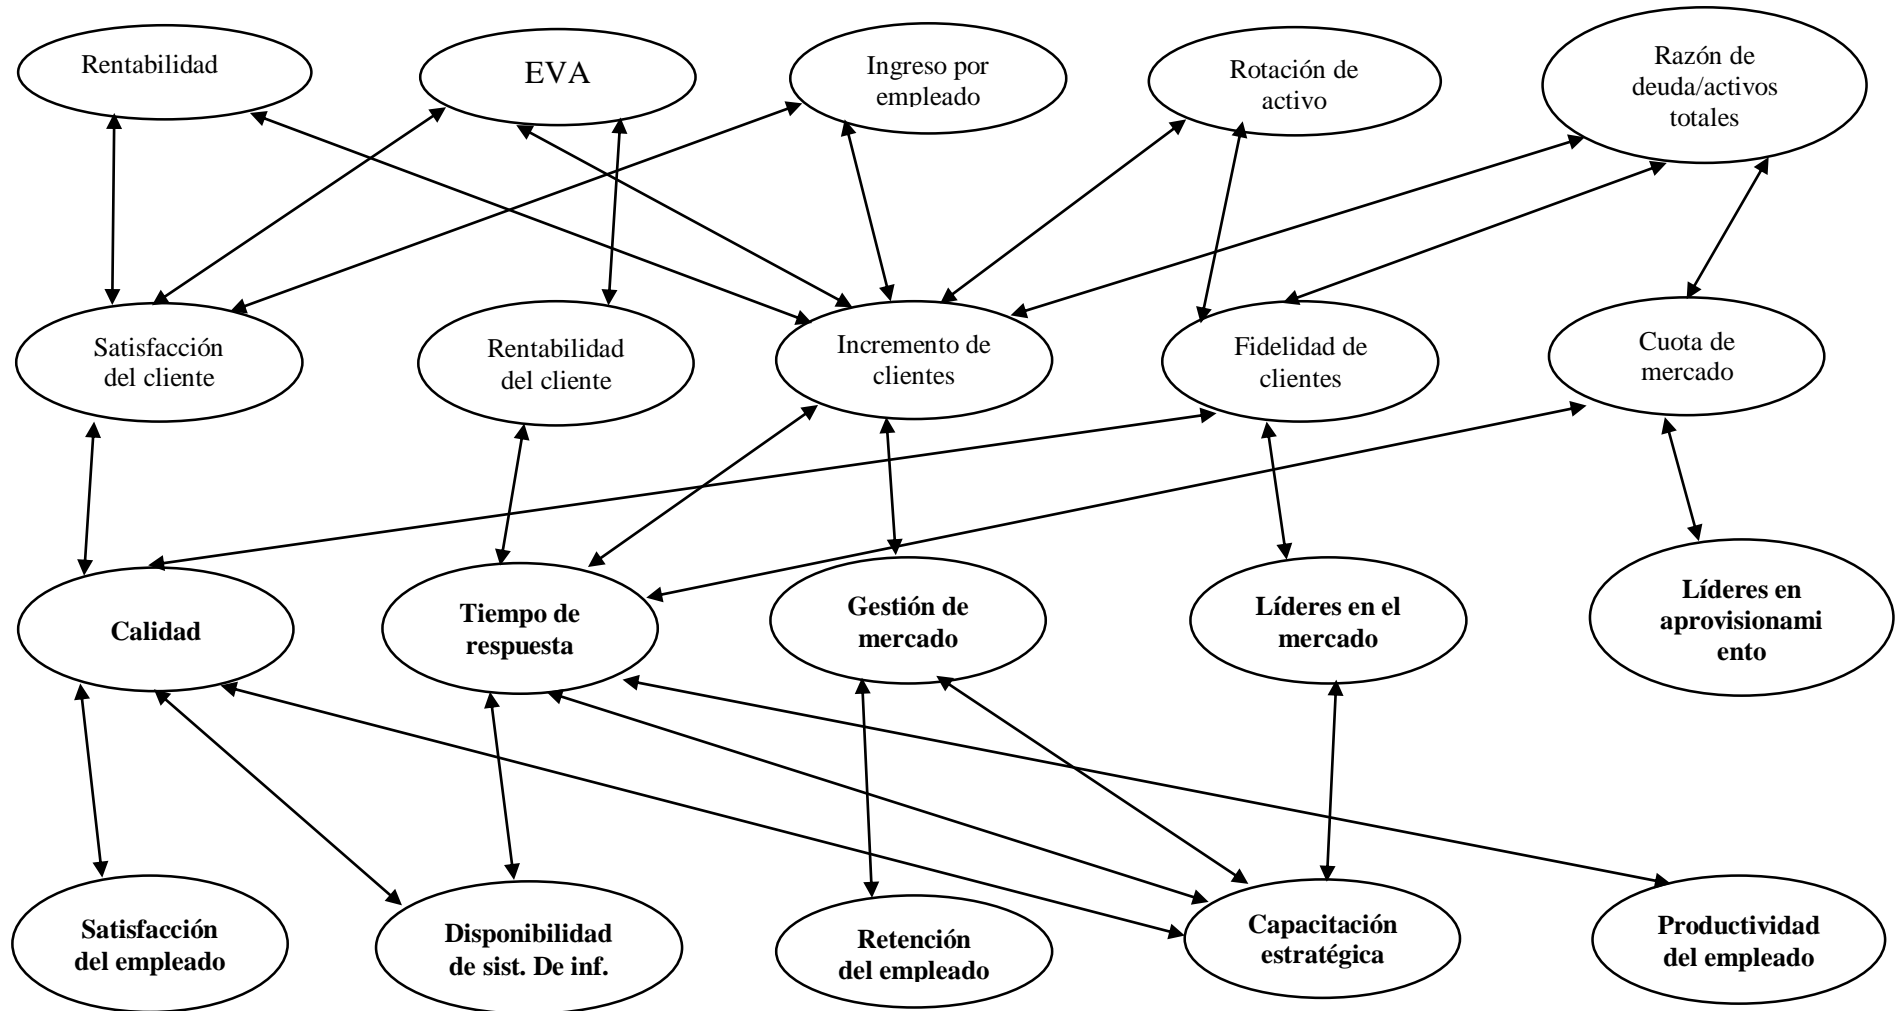 Rentabilidad
EVA
Ingreso por
empleado
Rotación de
activo
Razón de
deuda/activos
totales
Satisfacción
del cliente
Rentabilidad
del cliente
Incremento de
clientes
Fidelidad de
clientes
Cuota de
mercado
Calidad
Tiempo de
respuesta
Gestión de
mercado
Líderes en el
mercado
Líderes en
aprovisionami
ento
Satisfacción
del empleado
Disponibilidad
de sist. De inf.
Retención
del empleado
Capacitación
estratégica
Productividad
del empleado